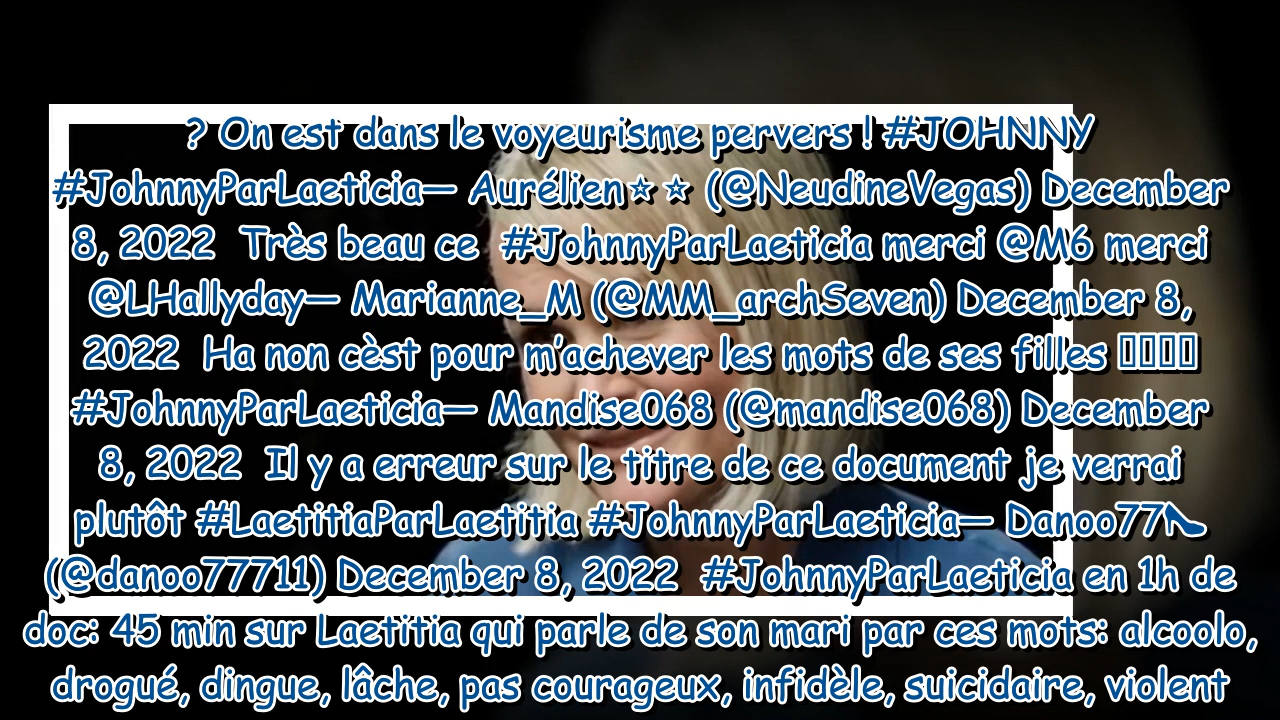 ? On est dans le voyeurisme pervers ! #JOHNNY
#JohnnyParLaeticia— Aurélien☆☆ (@NeudineVegas) December
8, 2022 Très beau ce #JohnnyParLaeticia merci @M6 merci
@LHallyday— Marianne_M (@MM_archSeven) December 8,
2022 Ha non cèst pour m’achever les mots de ses filles ▯▯▯▯
#JohnnyParLaeticia— Mandise068 (@mandise068) December
8, 2022 Il y a erreur sur le titre de ce document je verrai
plutôt #LaetitiaParLaetitia #JohnnyParLaeticia— Danoo77👠
(@danoo77711) December 8, 2022 #JohnnyParLaeticia en 1h de
doc: 45 min sur Laetitia qui parle de son mari par ces mots: alcoolo,
drogué, dingue, lâche, pas courageux, infidèle, suicidaire, violent